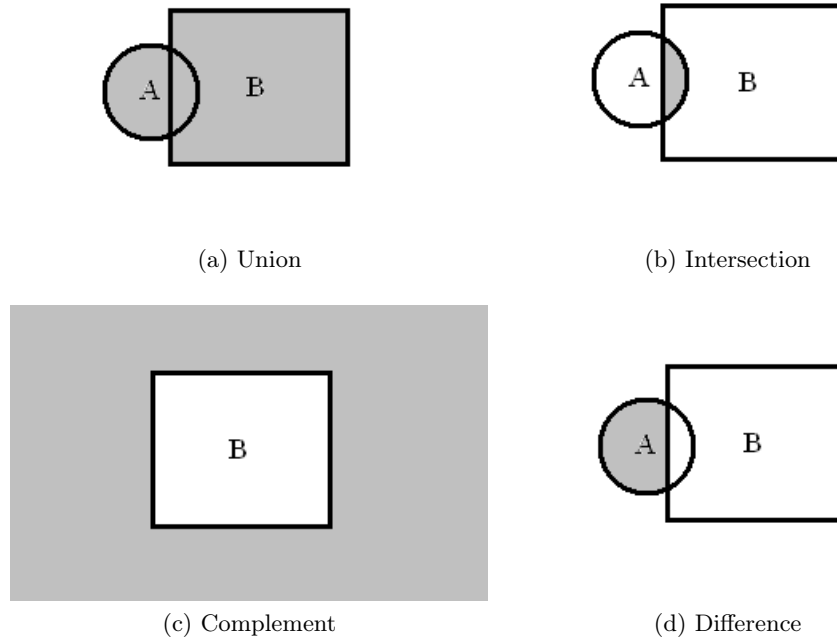 A B
A B
(a) Union
(b) Intersection
B
A B
(c) Complement
(d) Difference